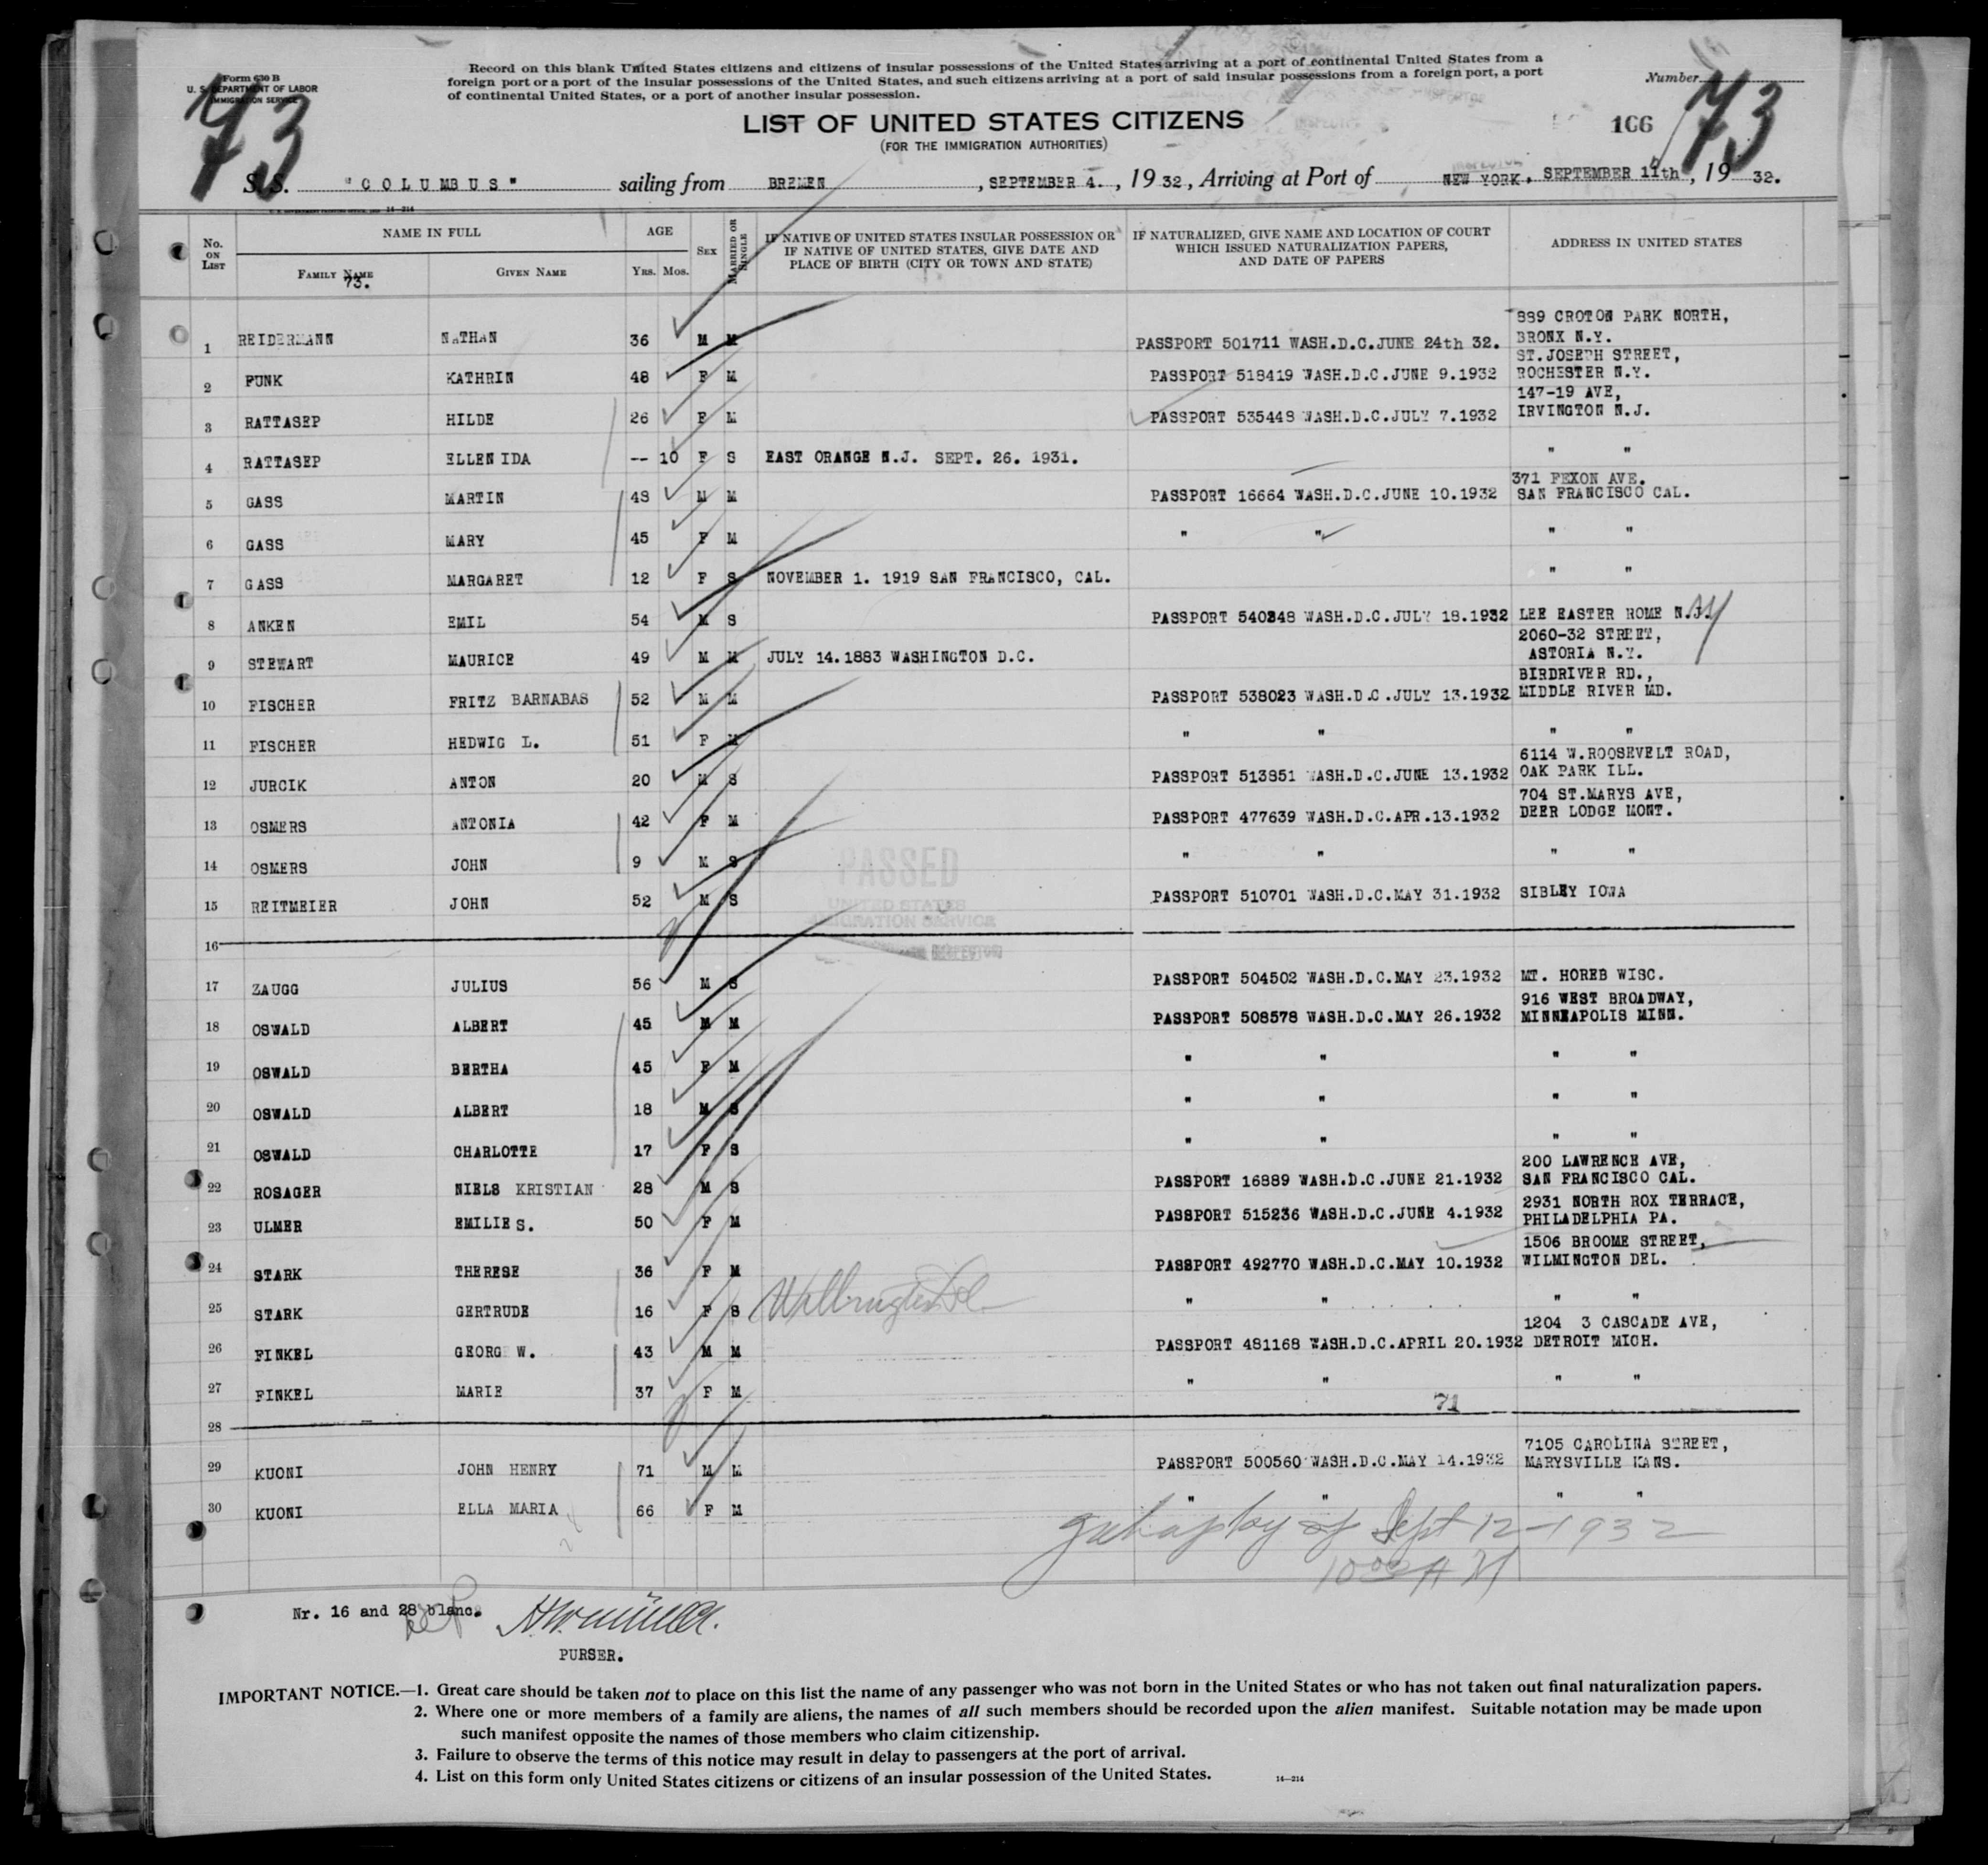 Form 630 B
U. S. DEPARTMENT OF LABOR
IMMIGRATION SERVICE
73
Record on this blank United States citizens and citizens of insular possessions of the United States arriving at a port of continental United States from a
foreign port or a port of the insular possessions of the United States, and such citizens arriving at a port of said insular possessions from a foreign port, a port
of continental United States, or a port of another insular possession.
Number
73
166
LIST OF UNITED STATES CITIZENS
(FOR THE IMMIGRATION AUTHORITIES)
S.S. "COLUMBUS" sailing from BREMEN, SEPTEMBER 4., 1932, Arriving at Port of NEW YORK, SEPTEMBER 11th, 1932.
No. ON LIST NAME IN FULL AGE SEX MARRIED OR SINGLE IF NATIVE OF UNITED STATES INSULAR POSSESSION OR IF NATIVE OF UNITED STATES, GIVE DATE AND PLACE OF BIRTH (CITY OR TOWN AND STATE) IF NATURALIZED, GIVE NAME AND LOCATION OF COURT WHICH ISSUED NATURALIZATION PAPERS, AND DATE OF PAPERS ADDRESS IN UNITED STATES
FAMILY NAME GIVEN NAME YRS. MOS.
73.
1 REIDERMANN NATHAN 36 M M PASSPORT 501711 WASH.D.C.JUNE 24th 32. 889 CROTON PARK NORTH, BRONX N.Y.
2 FUNK KATHRIN 48 F M PASSPORT 518419 WASH.D.C.JUNE 9.1932 ST.JOSEPH STREET, ROCHESTER N.Y.
3 RATTASEP HILDE 26 F M PASSPORT 535448 WASH.D.C.JULY 7.1932 147-19 AVE, IRVINGTON N.J.
4 RATTASEP ELLEN IDA -- 10 F S EAST ORANGE N.J. SEPT. 26. 1931. " "
5 GASS MARTIN 48 M M PASSPORT 16664 WASH.D.C.JUNE 10.1932 371 FEXON AVE. SAN FRANCISCO CAL.
6 GASS MARY 45 F M " " " "
7 GASS MARGARET 12 F S NOVEMBER 1. 1919 SAN FRANCISCO, CAL. " "
8 ANKEN EMIL 54 M S PASSPORT 540848 WASH.D.C.JULY 18.1932 LEE EASTER ROME N.J. NY
9 STEWART MAURICE 49 M M JULY 14.1883 WASHINGTON D.C. 2060-32 STREET, ASTORIA N.Y.
10 FISCHER FRITZ BARNABAS 52 M M PASSPORT 538023 WASH.D.C.JULY 13.1932 BIRDRIVER RD., MIDDLE RIVER MD.
11 FISCHER HEDWIG L. 51 F M " " " "
12 JURCIK ANTON 20 M S PASSPORT 513851 WASH.D.C.JUNE 13.1932 6114 W.ROOSEVELT ROAD, OAK PARK ILL.
13 OSMERS ANTONIA 42 F M PASSPORT 477639 WASH.D.C.APR.13.1932 704 ST.MARYS AVE, DEER LODGE MONT.
14 OSMERS JOHN 9 M S " " " "
15 REITMEIER JOHN 52 M S PASSPORT 510701 WASH.D.C.MAY 31.1932 SIBLEY IOWA
PASSED
UNITED STATES
IMMIGRATION SERVICE
INSPECTOR
16
17 ZAUGG JULIUS 56 M S PASSPORT 504502 WASH.D.C.MAY 23.1932 MT. HOREB WISC.
18 OSWALD ALBERT 45 M M PASSPORT 508578 WASH.D.C.MAY 26.1932 916 WEST BROADWAY, MINNEAPOLIS MINN.
19 OSWALD BERTHA 45 F M " " " "
20 OSWALD ALBERT 18 M S " " " "
21 OSWALD CHARLOTTE 17 F S " " " "
22 ROSAGER NIELS KRISTIAN 28 M S PASSPORT 16889 WASH.D.C.JUNE 21.1932 200 LAWRENCE AVE, SAN FRANCISCO CAL.
23 ULMER EMILIE S. 50 F M PASSPORT 515236 WASH.D.C.JUNE 4.1932 2931 NORTH ROX TERRACE, PHILADELPHIA PA.
24 STARK THERESE 36 F M PASSPORT 492770 WASH.D.C.MAY 10.1932 1506 BROOME STREET, WILMINGTON DEL.
25 STARK GERTRUDE 16 F S " " " "
26 FINKEL GEORG W. 43 M M PASSPORT 481168 WASH.D.C.APRIL 20.1932 1204 3 CASCADE AVE, DETROIT MICH.
27 FINKEL MARIE 37 F M " " " "
71
28
29 KUONI JOHN HENRY 71 M M PASSPORT 500560 WASH.D.C.MAY 14.1932 7105 CAROLINA STREET, MARYSVILLE KANS.
30 KUONI ELLA MARIA 66 F M " " " "
Sept 12-1932
10 00 AM
Nr. 16 and 28 blanc.
PURSER.
IMPORTANT NOTICE.—1. Great care should be taken not to place on this list the name of any passenger who was not born in the United States or who has not taken out final naturalization papers.
2. Where one or more members of a family are aliens, the names of all such members should be recorded upon the alien manifest. Suitable notation may be made upon
such manifest opposite the names of those members who claim citizenship.
3. Failure to observe the terms of this notice may result in delay to passengers at the port of arrival.
4. List on this form only United States citizens or citizens of an insular possession of the United States.
14—214